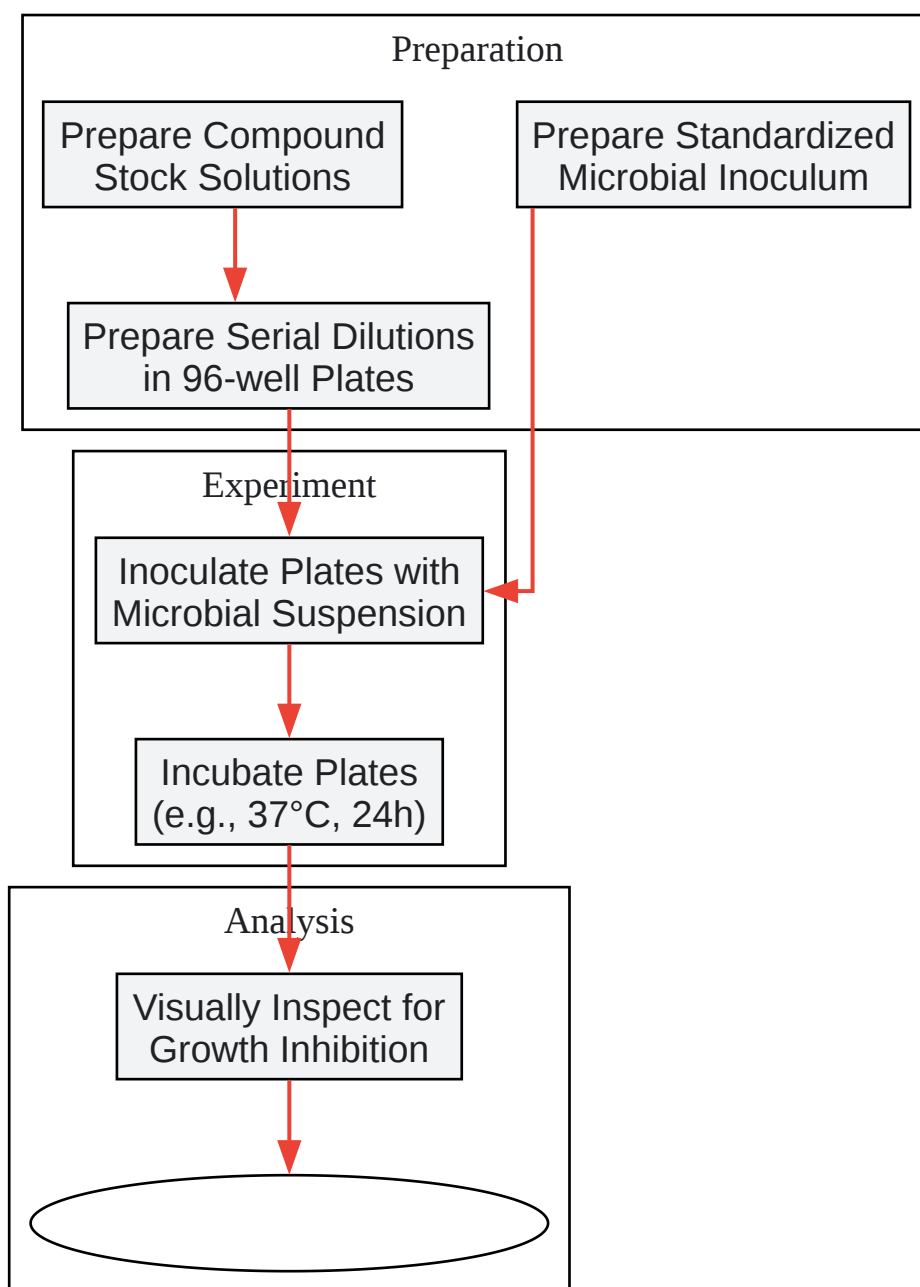 Preparation
Prepare Compound
Stock Solutions
Prepare Standardized
Microbial Inoculum
Prepare Serial Dilutions
in 96-well Plates
Experiment
Inoculate Plates with
Microbial Suspension
Incubate Plates
(e.g., 37°C, 24h)
Analysis
Visually Inspect for
Growth Inhibition